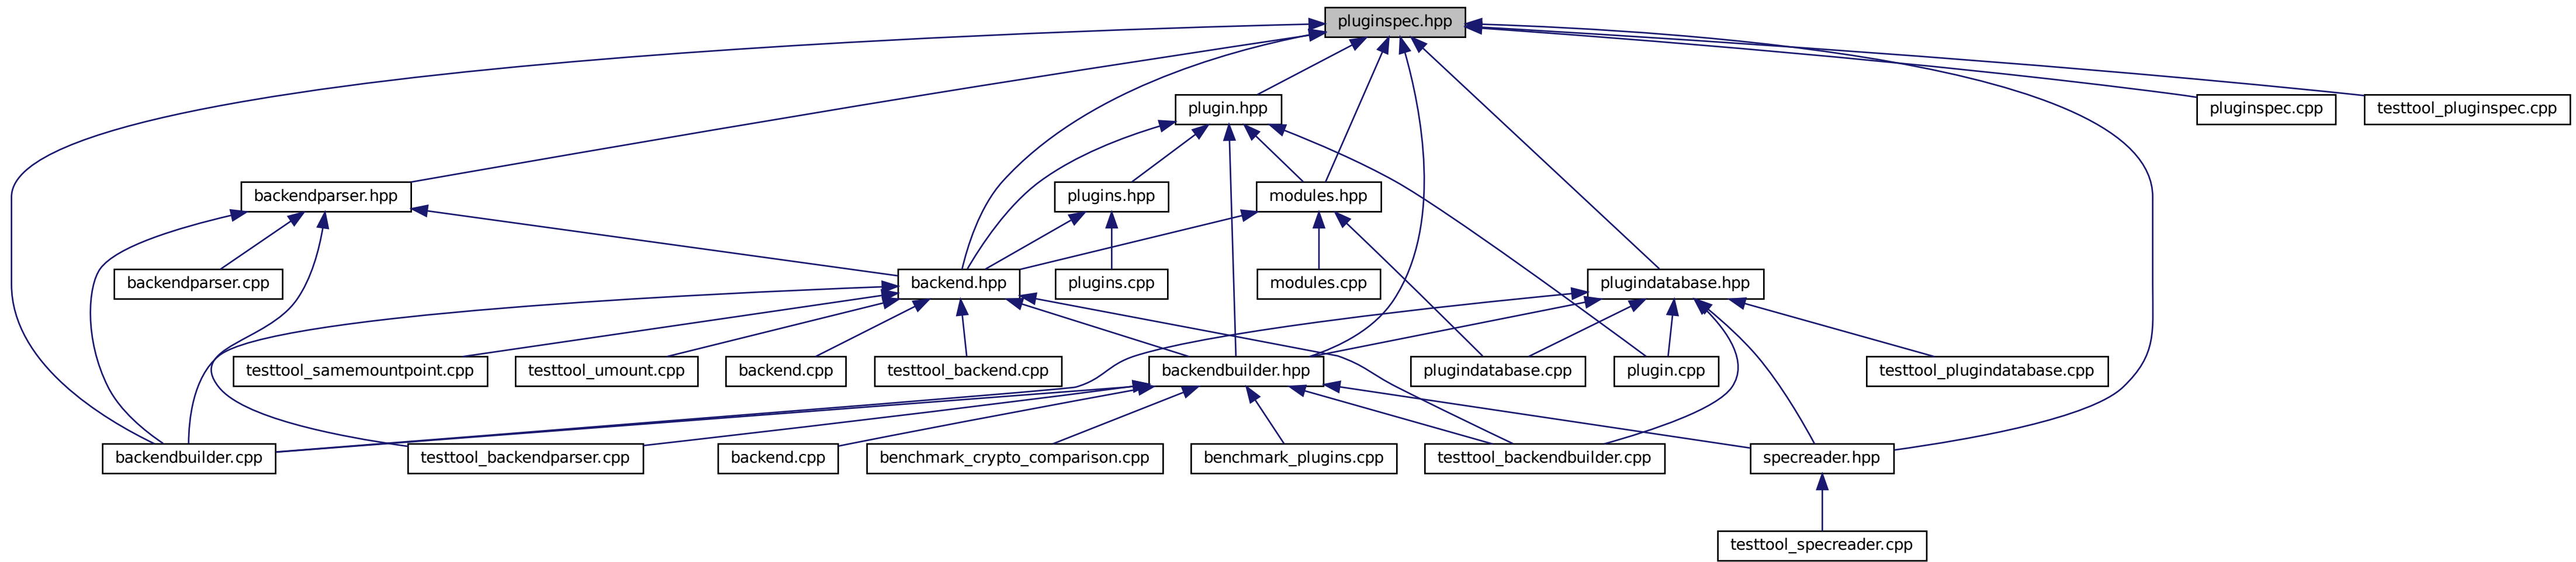 pluginspec.hpp
plugin.hpp
pluginspec.cpp
testtool_pluginspec.cpp
backendparser.hpp
plugins.hpp
modules.hpp
backendparser.cpp
backend.hpp
plugins.cpp
modules.cpp
plugindatabase.hpp
testtool_samemountpoint.cpp
testtool_umount.cpp
backend.cpp
testtool_backend.cpp
backendbuilder.hpp
plugindatabase.cpp
plugin.cpp
testtool_plugindatabase.cpp
backendbuilder.cpp
testtool_backendparser.cpp
backend.cpp
benchmark_crypto_comparison.cpp
benchmark_plugins.cpp
testtool_backendbuilder.cpp
specreader.hpp
testtool_specreader.cpp